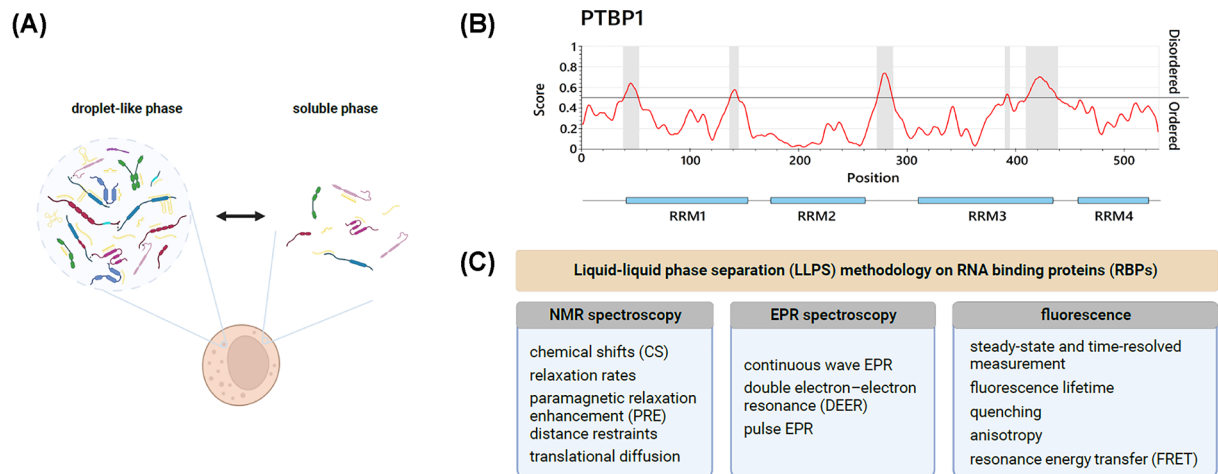 (A)
droplet-like phase
soluble phase
(B)
PTBP1
Score
1
0.8
0.6
0.4
0.2
0
0 100 200 300 400 500
Position
Disordered
Ordered
RRM1 RRM2 RRM3 RRM4
(C)
Liquid-liquid phase separation (LLPS) methodology on RNA binding proteins (RBPs)
NMR spectroscopy
chemical shifts (CS)
relaxation rates
paramagnetic relaxation
enhancement (PRE)
distance restraints
translational diffusion
EPR spectroscopy
continuous wave EPR
double electron–electron
resonance (DEER)
pulse EPR
fluorescence
steady-state and time-resolved
measurement
fluorescence lifetime
quenching
anisotropy
resonance energy transfer (FRET)